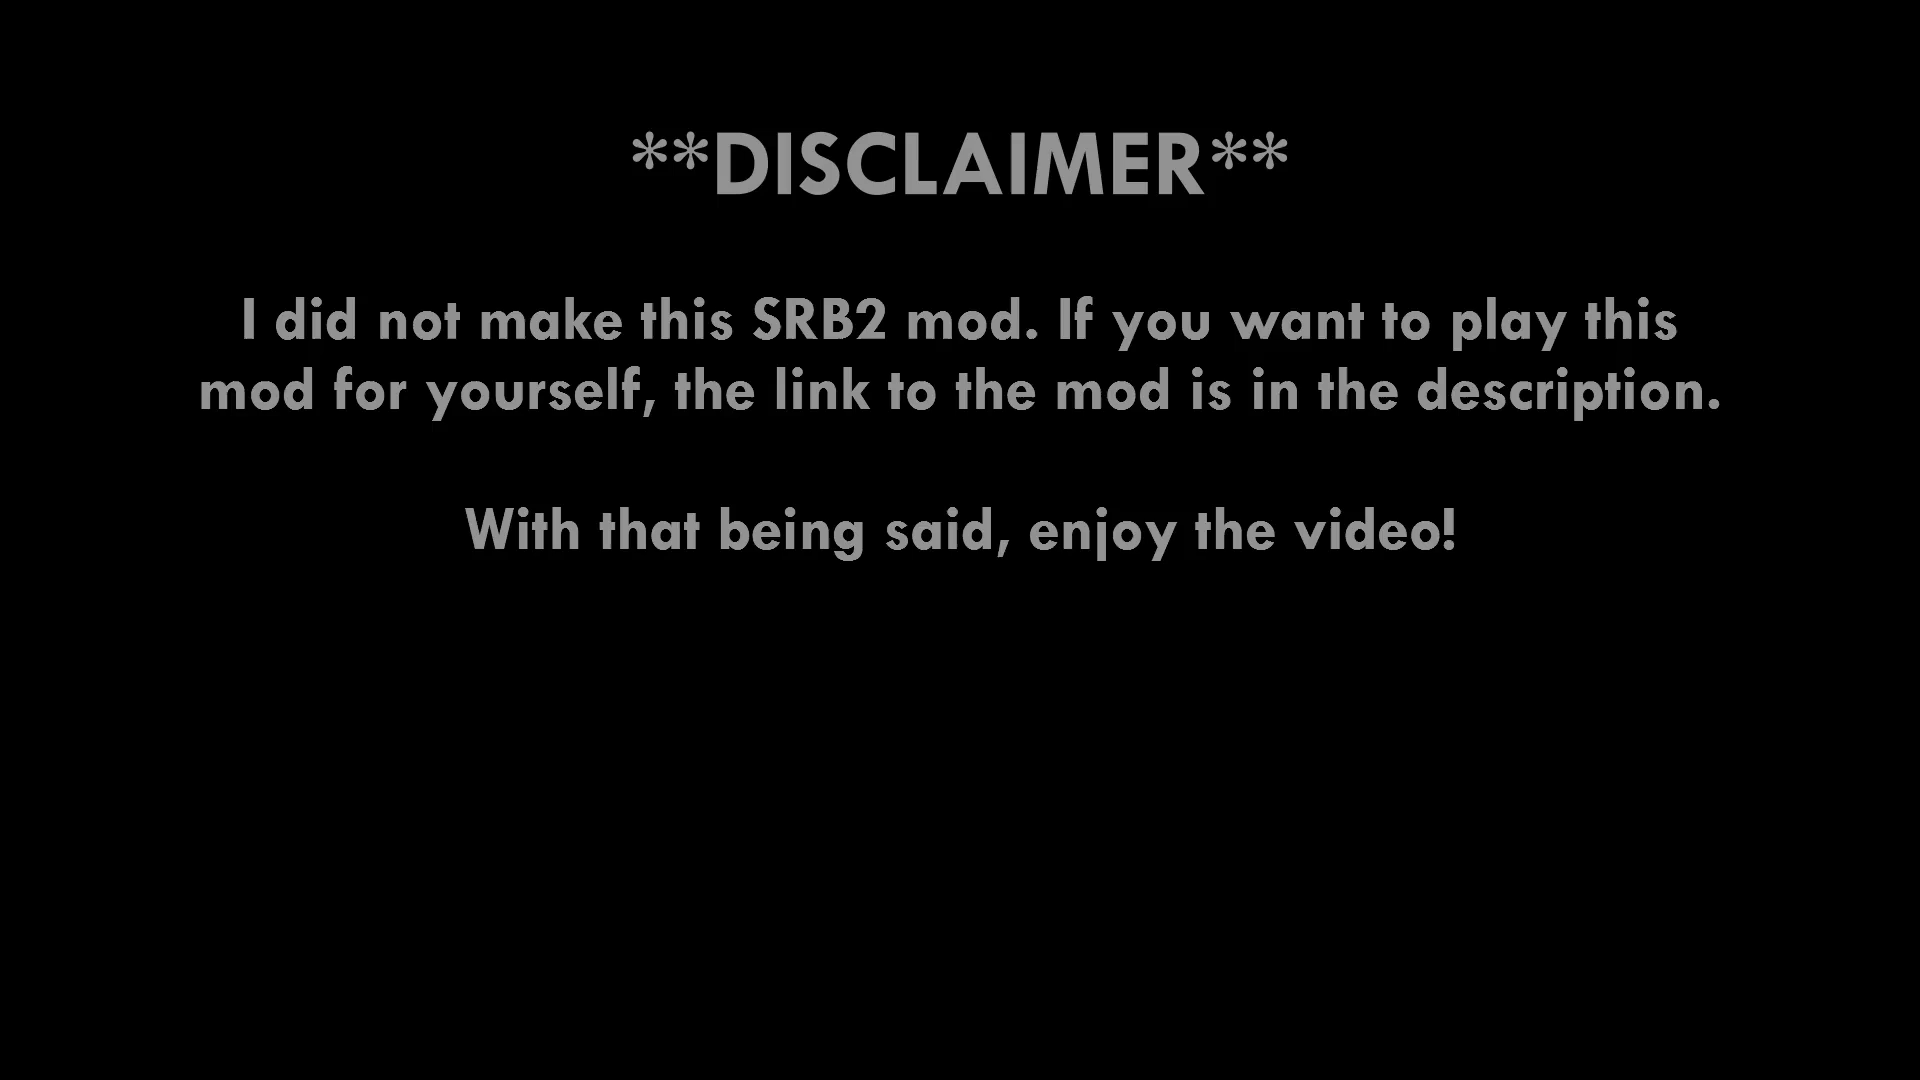 **DISCLAIMER**
I did not make this SRB2 mod. If you want to play this
mod for yourself, the link to the mod is in the description.
With that being said, enjoy the video!